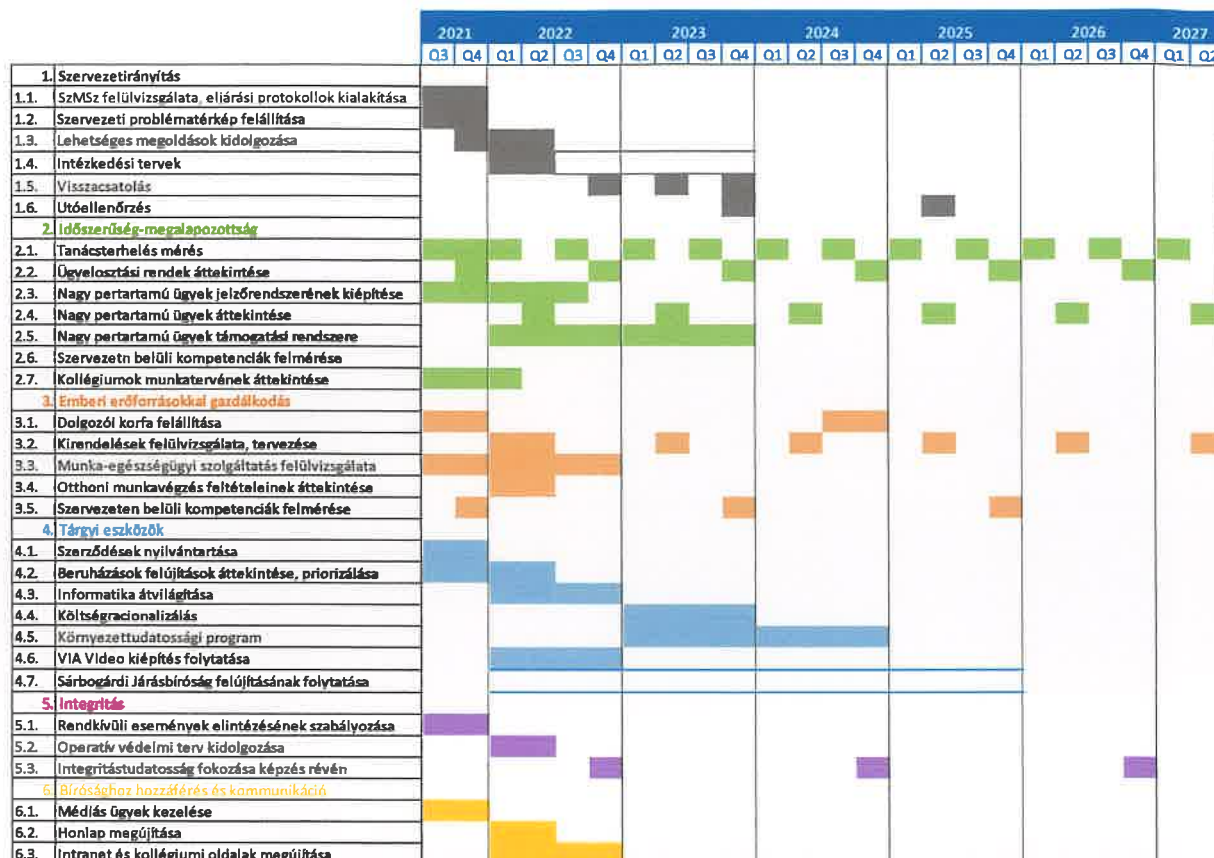 2021 2022 2023 2024 2025 2026 2027
Q3 Q4 Q1 Q2 Q3 Q4 Q1 Q2 Q3 Q4 Q1 Q2 Q3 Q4 Q1 Q2 Q3 Q4 Q1 Q2 Q3 Q4 Q1 Q2
1. Szervezetirányítás
1.1. SzMSz felülvizsgálata, eljárási protokollok kialakítása
1.2. Szervezeti problématérkép felállítása
1.3. Lehetséges megoldások kidolgozása
1.4. Intézkedési tervek
1.5. Visszacsatolás
1.6. Utóellenőrzés
2. Időszerűség-megalapozottság
2.1. Tanácsterhelés mérés
2.2. Ügyelosztási rendek áttekintése
2.3. Nagy pertartamú ügyek jelzőrendszerének kiépítése
2.4. Nagy pertartamú ügyek áttekintése
2.5. Nagy pertartamú ügyek támogatási rendszere
2.6. Szervezetn belüli kompetenciák felmérése
2.7. Kollégiumok munkatervének áttekintése
3. Emberi erőforrásokkal gazdálkodás
3.1. Dolgozói korfa felállítása
3.2. Kirendelések felülvizsgálata, tervezése
3.3. Munka-egészségügyi szolgáltatás felülvizsgálata
3.4. Otthoni munkavégzés feltételeinek áttekintése
3.5. Szervezeten belüli kompetenciák felmérése
4. Tárgyi eszközök
4.1. Szerződések nyilvántartása
4.2. Beruházások felújítások áttekintése, priorizálása
4.3. Informatika átvilágítása
4.4. Költségracionalizálás
4.5. Környezettudatossági program
4.6. VIA Video kiépítés folytatása
4.7. Sárbogárdi Járásbíróság felújításának folytatása
5. Integritás
5.1. Rendkívüli események elintézésének szabályozása
5.2. Operatív védelmi terv kidolgozása
5.3. Integritástudatosság fokozása képzés révén
6. Bírósághoz hozzáférés és kommunikáció
6.1. Médiás ügyek kezelése
6.2. Honlap megújítása
6.3. Intranet és kollégiumi oldalak megújítása